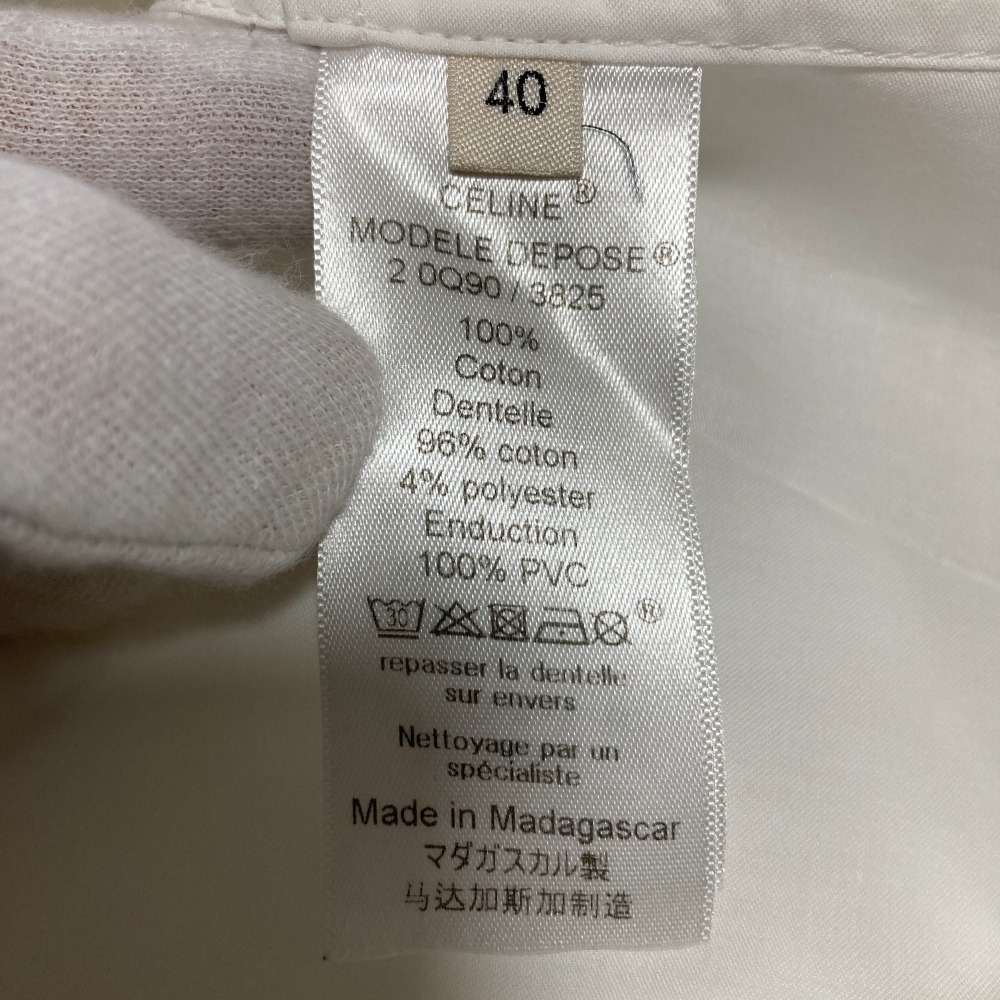 40
CELINE ®
MODELE DEPOSE ®
2 0Q90 / 3825
100%
Coton
Dentelle
96% coton
4% polyester
Enduction
100% PVC
30 ®
repasser la dentelle
sur envers
Nettoyage par un
spécialiste
Made in Madagascar
マダガスカル製
马达加斯加制造